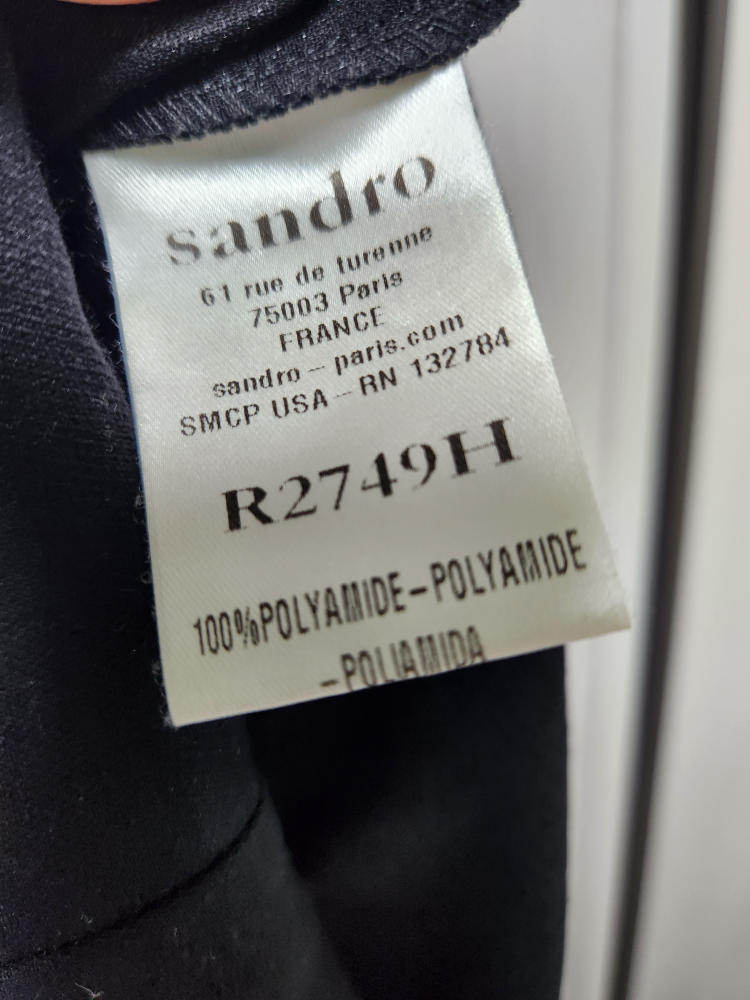 sandro
61 rue de turenne
75003 Paris
FRANCE
sandro - paris.com
SMCP USA - RN 132784
R2749H
100%POLYAMIDE-POLYAMIDE
-POLIAMIDA